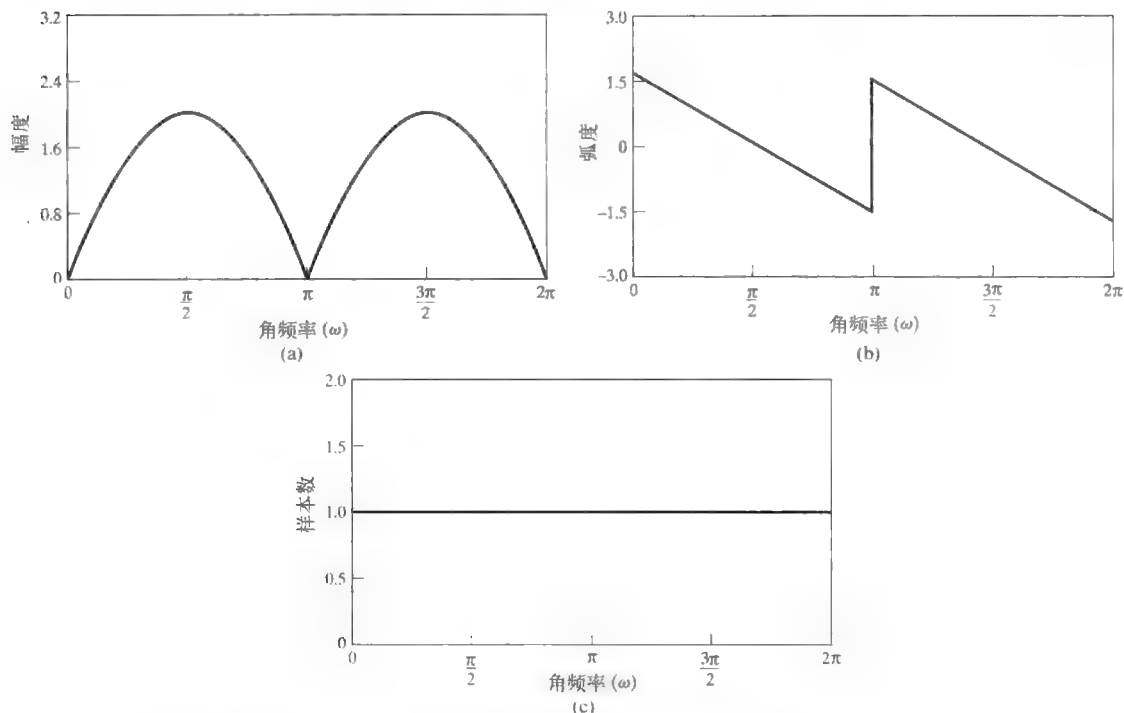 3.2
2.4
1.6
0.8
0
幅度
0
π/2
π
3π/2
2π
角频率 (ω)
(a)
3.0
1.5
0
−1.5
−3.0
弧度
0
π/2
π
3π/2
2π
角频率 (ω)
(b)
2.0
1.5
1.0
0.5
0
样本数
0
π/2
π
3π/2
2π
角频率 (ω)
(c)